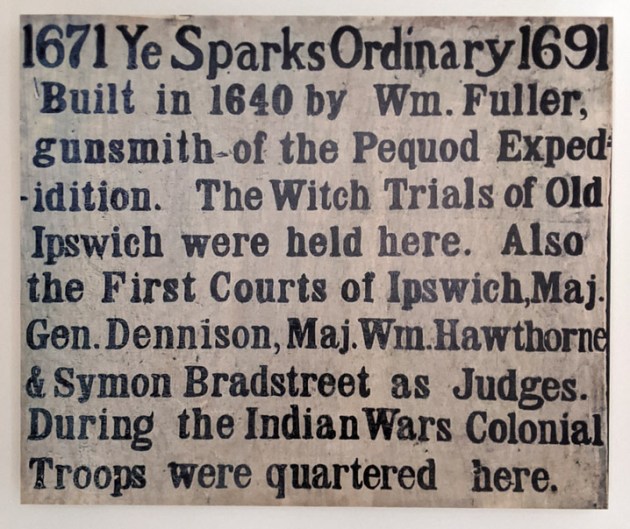 1671 Ye Sparks Ordinary 1691
Built in 1640 by Wm. Fuller,
gunsmith of the Pequod Exped-
-idition. The Witch Trials of Old
Ipswich were held here. Also
the First Courts of Ipswich, Maj.
Gen. Dennison, Maj. Wm. Hawthorne
& Symon Bradstreet as Judges.
During the Indian Wars Colonial
Troops were quartered here.